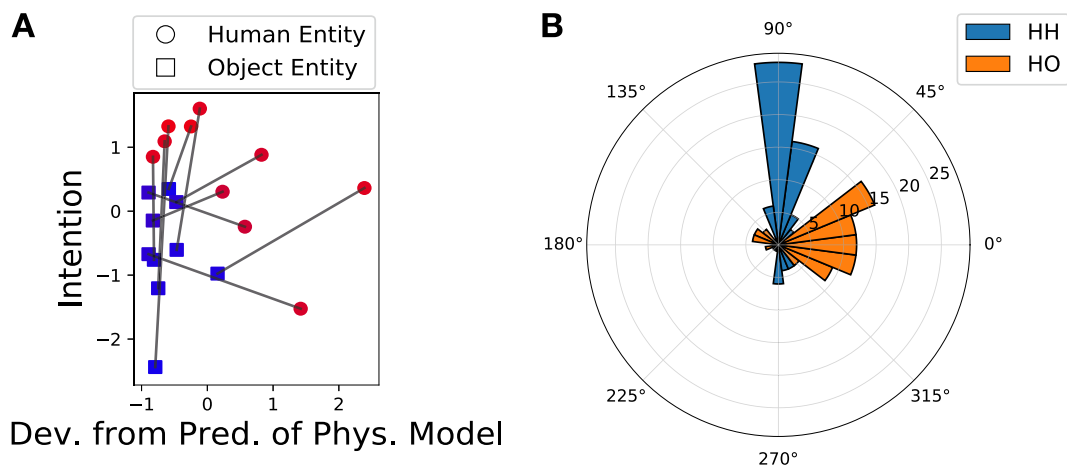 A
Human Entity
Object Entity
1
0
−1
−2
Intention
−1
0
1
2
Dev. from Pred. of Phys. Model
B
HH
HO
90°
135°
45°
180°
0°
225°
315°
270°
5
10
15
20
25